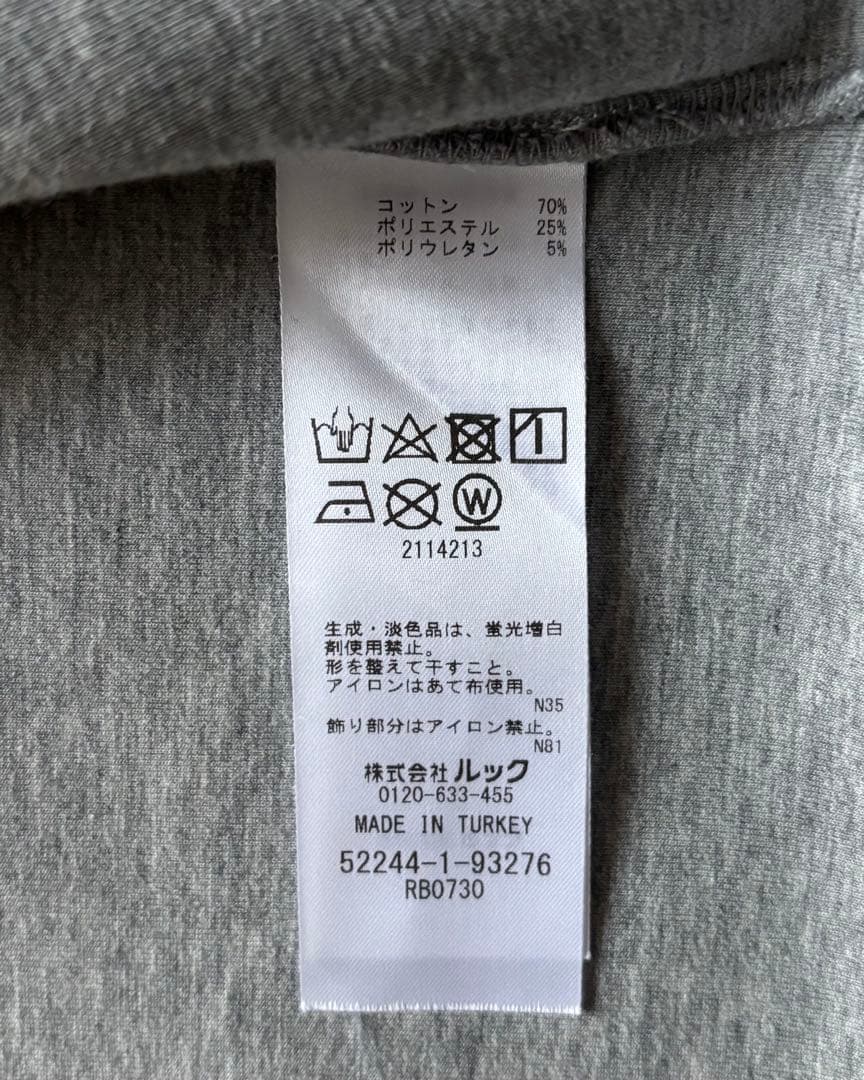 コットン 70%
ポリエステル 25%
ポリウレタン 5%
W
2114213
生成・淡色品は、蛍光増白
剤使用禁止。
形を整えて干すこと。
アイロンはあて布使用。
N35
飾り部分はアイロン禁止。
N81
株式会社ルック
0120-633-455
MADE IN TURKEY
52244-1-93276
RB0730